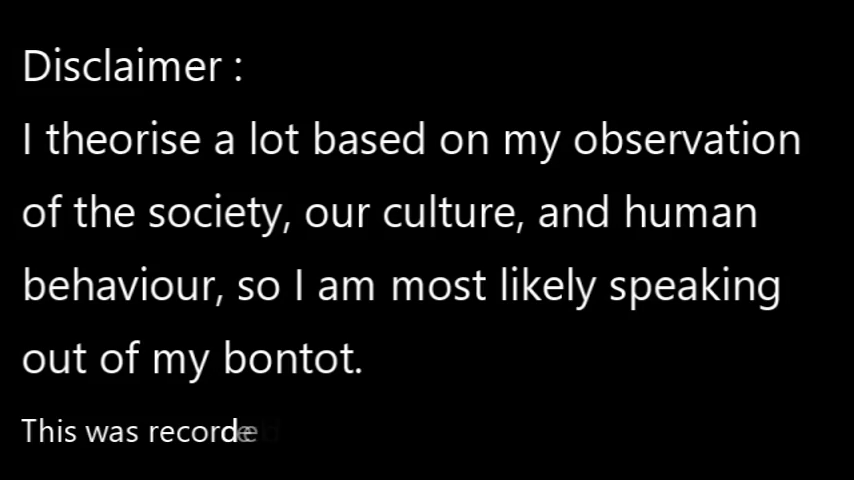 Disclaimer :
I theorise a lot based on my observation
of the society, our culture, and human
behaviour, so I am most likely speaking
out of my bontot.
This was recorded